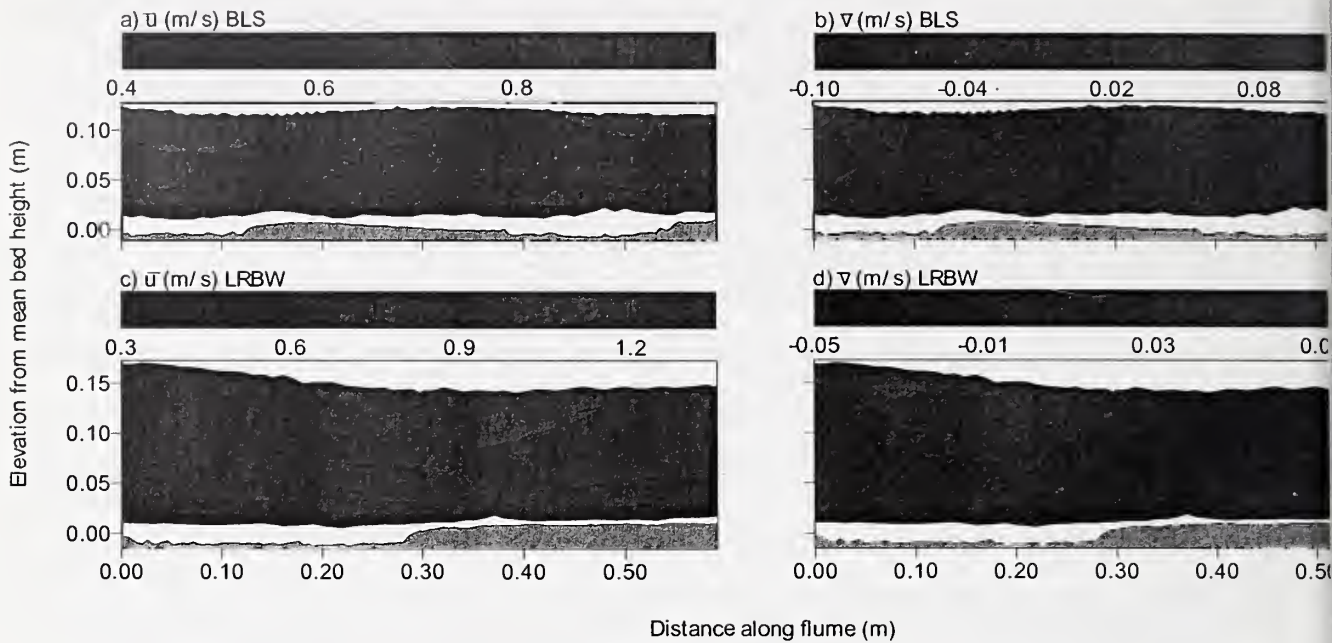 a) u̅ (m/s) BLS
b) v̅ (m/s) BLS
0.4 0.6 0.8
-0.10 -0.04 0.02 0.08
0.10
0.05
0.00
c) u̅ (m/s) LRBW
d) v̅ (m/s) LRBW
0.3 0.6 0.9 1.2
-0.05 -0.01 0.03
0.15
0.10
0.05
0.00
0.00 0.10 0.20 0.30 0.40 0.50
0.00 0.10 0.20 0.30 0.40
Elevation from mean bed height (m)
Distance along flume (m)